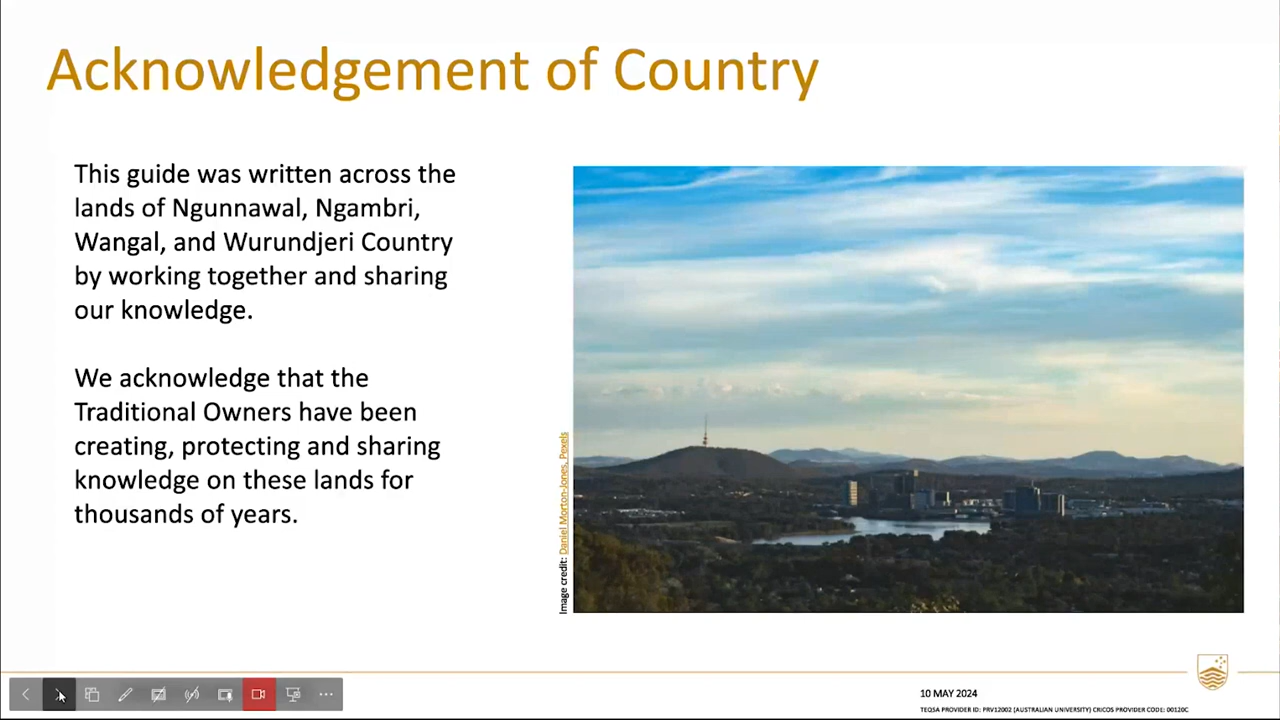 Acknowledgement of Country
This guide was written across the
lands of Ngunnawal, Ngambri,
Wangal, and Wurundjeri Country
by working together and sharing
our knowledge.
We acknowledge that the
Traditional Owners have been
creating, protecting and sharing
knowledge on these lands for
thousands of years.
Image credit: Daniel Morton-Jones, Pexels
10 MAY 2024
TEQSA PROVIDER ID: PRV12002 (AUSTRALIAN UNIVERSITY) CRICOS PROVIDER CODE: 00120C